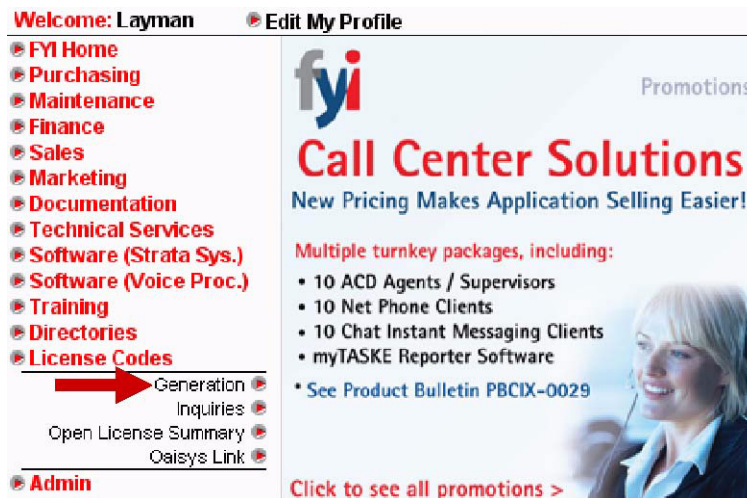 Welcome: Layman
Edit My Profile
FYI Home
Purchasing
Maintenance
Finance
Sales
Marketing
Documentation
Technical Services
Software (Strata Sys.)
Software (Voice Proc.)
Training
Directories
License Codes
Generation
Inquiries
Open License Summary
Oaisys Link
Admin
fyi
Promotions
Call Center Solutions
New Pricing Makes Application Selling Easier!
Multiple turnkey packages, including:
• 10 ACD Agents / Supervisors
• 10 Net Phone Clients
• 10 Chat Instant Messaging Clients
• myTASKE Reporter Software
* See Product Bulletin PBCIX-0029
Click to see all promotions >